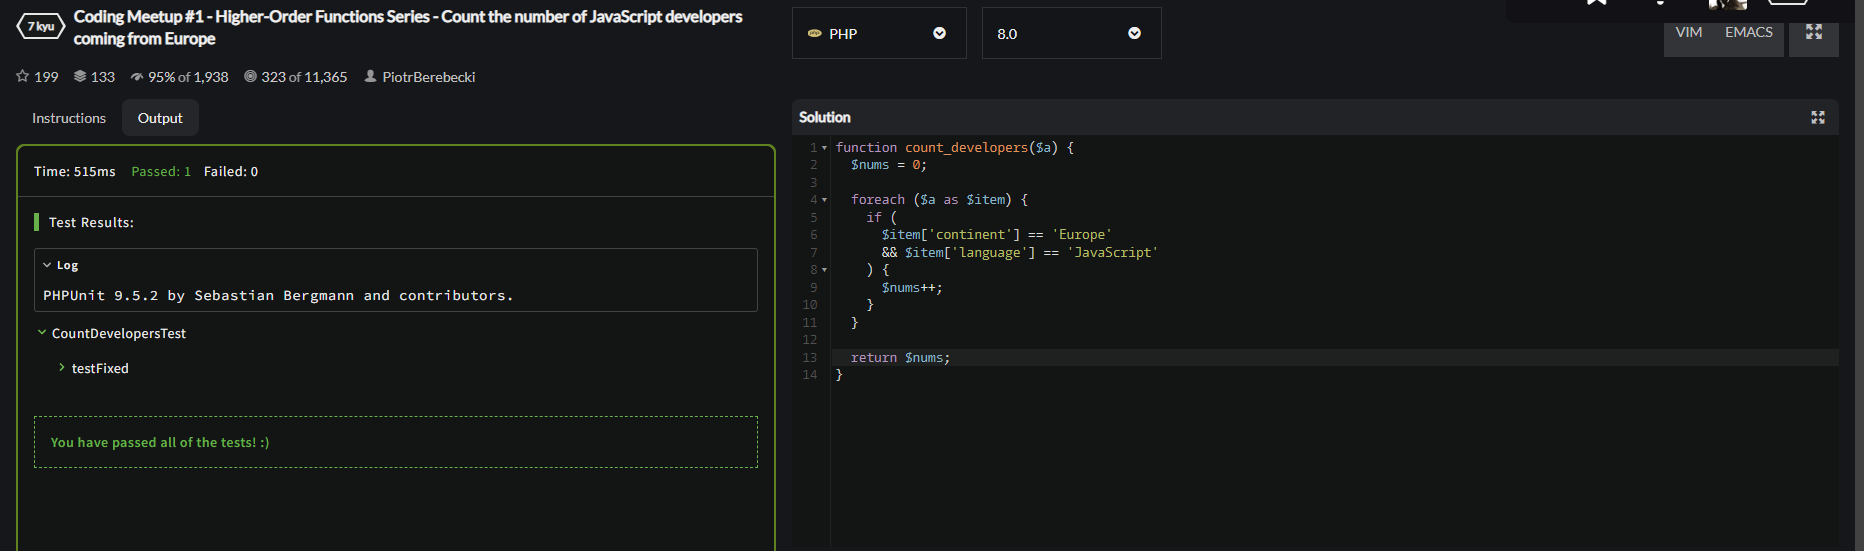 7 kyu
Coding Meetup #1 - Higher-Order Functions Series - Count the number of JavaScript developers
coming from Europe
199 133 95% of 1,938 323 of 11,365 PiotrBerebecki
PHP
8.0
VIM EMACS
Instructions Output
Time: 515ms Passed: 1 Failed: 0
Test Results:
Log
PHPUnit 9.5.2 by Sebastian Bergmann and contributors.
CountDevelopersTest
testFixed
You have passed all of the tests! :)
Solution
1 function count_developers($a) {
2 $nums = 0;
3
4 foreach ($a as $item) {
5 if (
6 $item['continent'] == 'Europe'
7 && $item['language'] == 'JavaScript'
8 ) {
9 $nums++;
10 }
11 }
12
13 return $nums;
14 }